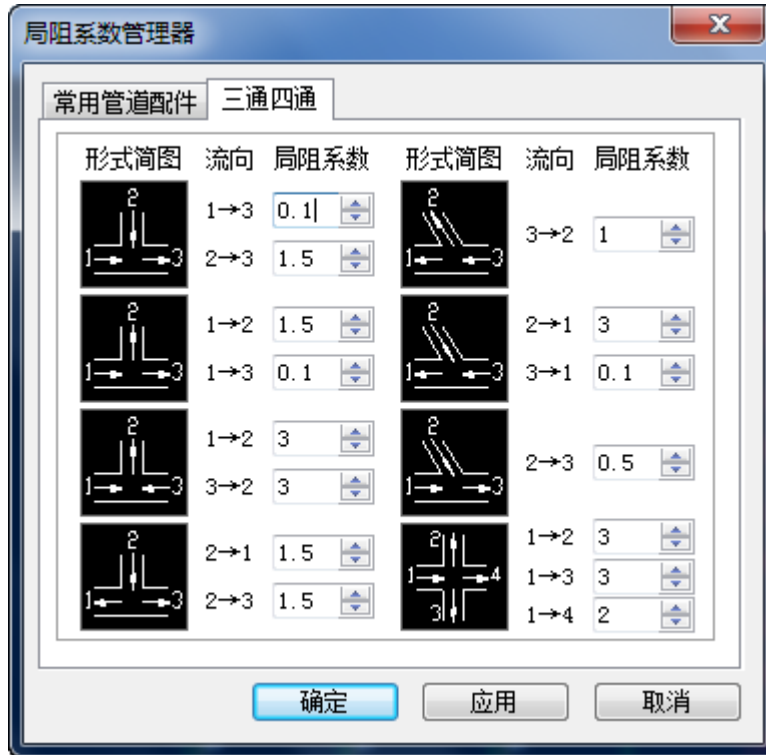 局阻系数管理器
常用管道配件 三通四通
形式简图 流向 局阻系数 形式简图 流向 局阻系数
2 1 3 1→3 0.1
2→3 1.5
2 1 3 3→2 1
2 1 3 1→2 1.5
1→3 0.1
2 1 3 2→1 3
3→1 0.1
2 1 3 1→2 3
3→2 3
2 1 3 2→3 0.5
2 1 3 2→1 1.5
2→3 1.5
2 1 4 3 1→2 3
1→3 3
1→4 2
确定 应用 取消